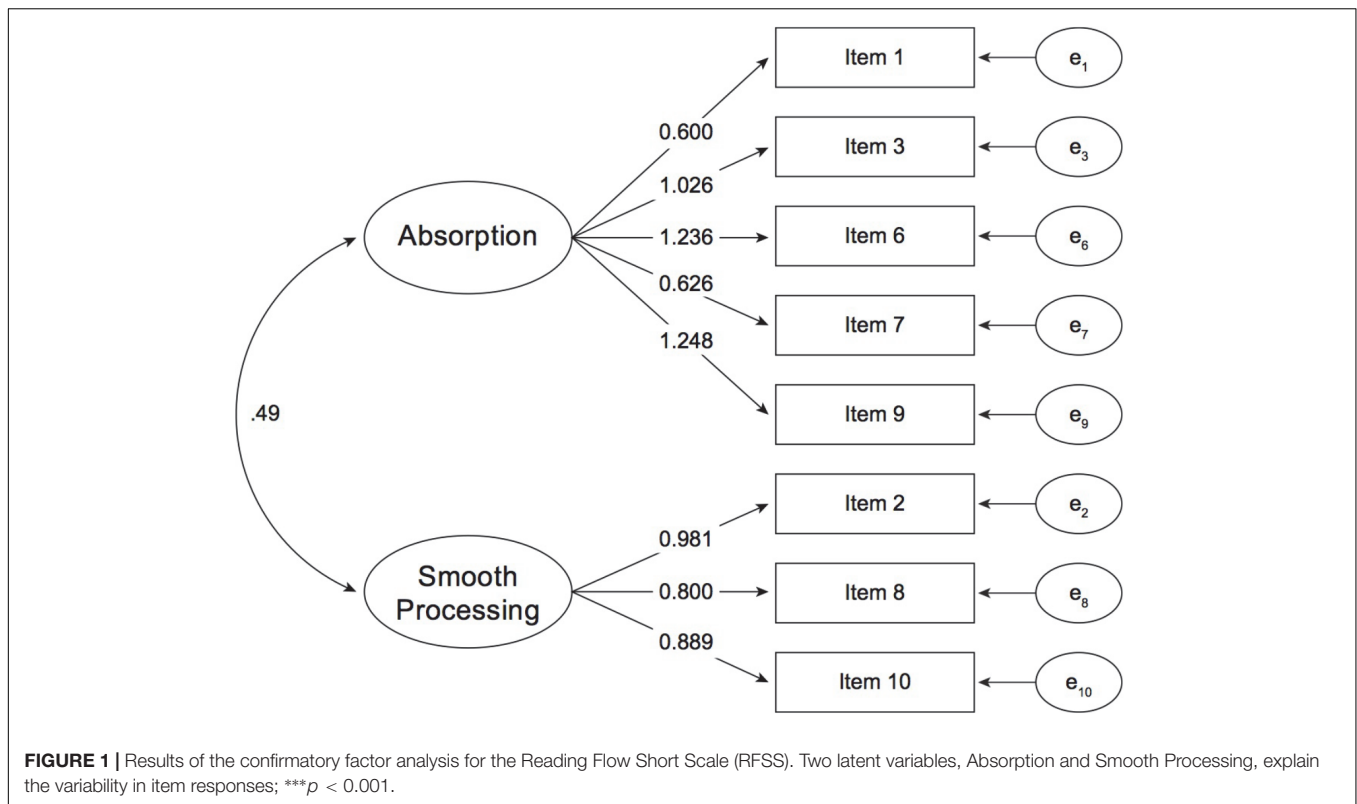 Item 1
e1
0.600
Item 3
e3
1.026
Absorption
1.236
Item 6
e6
0.626
Item 7
e7
1.248
Item 9
e9
.49
Item 2
e2
0.981
Smooth
Processing
0.800
Item 8
e8
0.889
Item 10
e10
FIGURE 1 | Results of the confirmatory factor analysis for the Reading Flow Short Scale (RFSS). Two latent variables, Absorption and Smooth Processing, explain
the variability in item responses; ***p < 0.001.